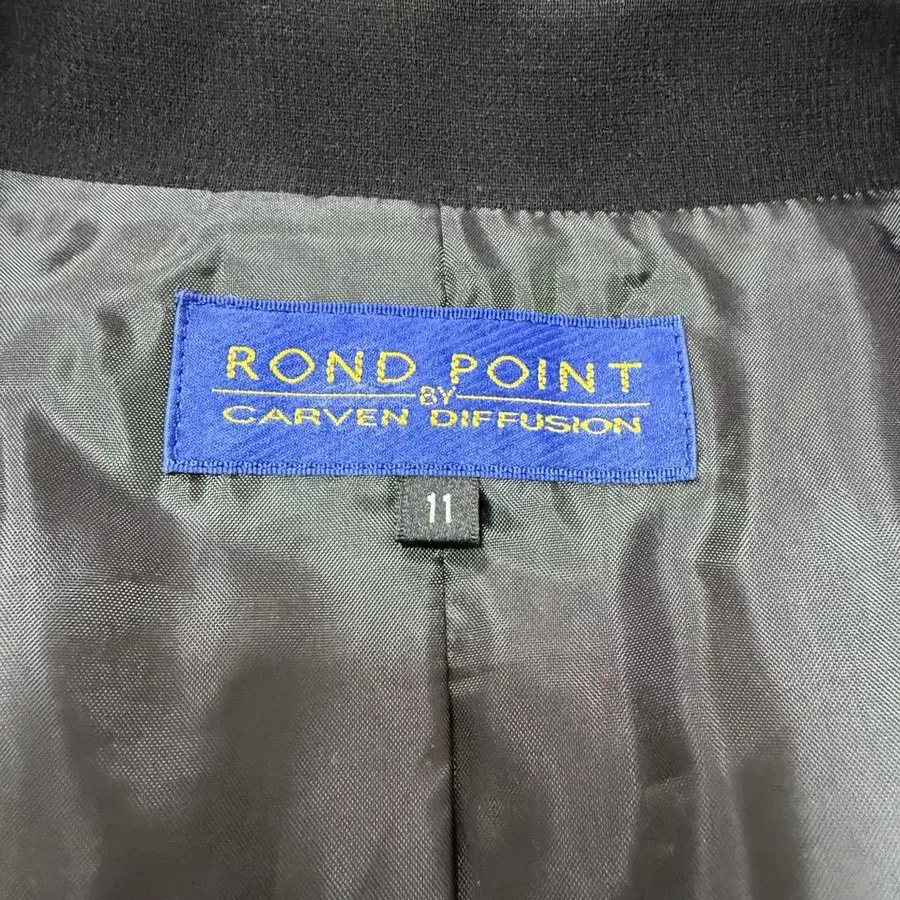 ROND POINT
BY
CARVEN DIFFUSION
11